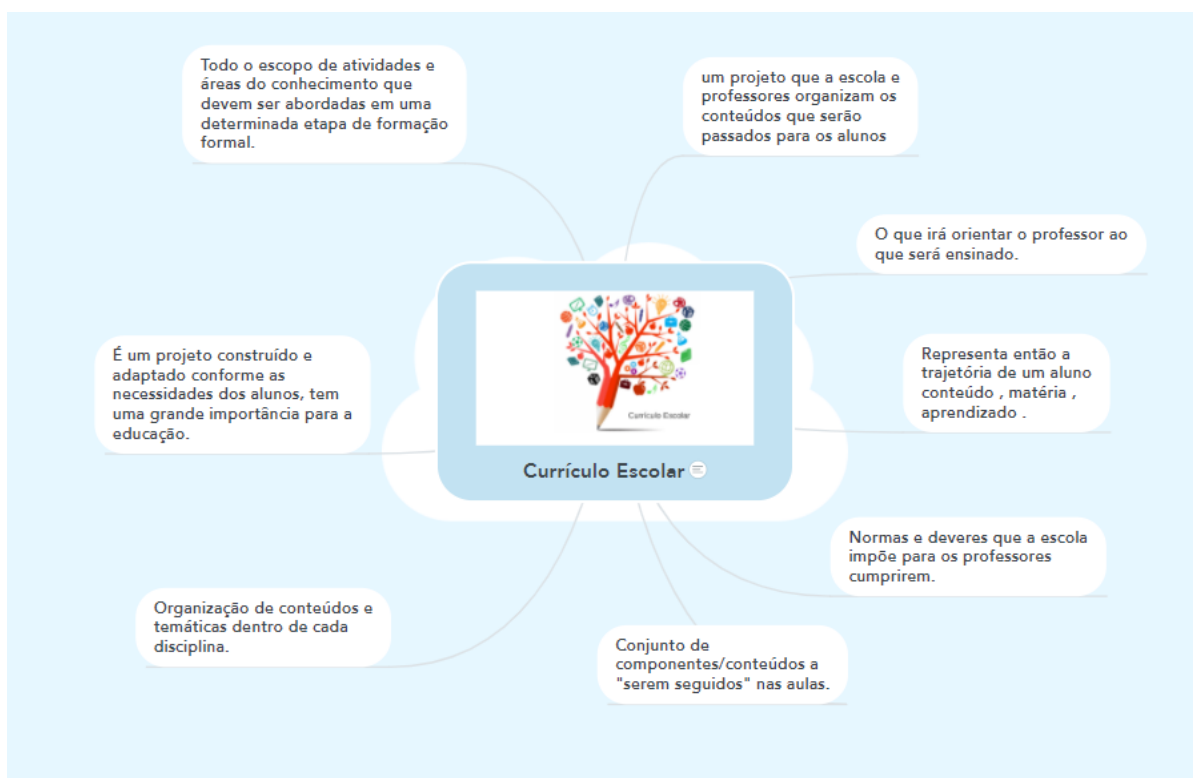 Todo o escopo de atividades e
áreas do conhecimento que
devem ser abordadas em uma
determinada etapa de formação
formal.
um projeto que a escola e
professores organizam os
conteúdos que serão
passados para os alunos
O que irá orientar o professor ao
que será ensinado.
É um projeto construído e
adaptado conforme as
necessidades dos alunos, tem
uma grande importância para a
educação.
Representa então a
trajetória de um aluno
conteúdo , matéria ,
aprendizado .
Currículo Escolar
Currículo Escolar
Normas e deveres que a escola
impõe para os professores
cumprirem.
Organização de conteúdos e
temáticas dentro de cada
disciplina.
Conjunto de
componentes/conteúdos a
"serem seguidos" nas aulas.